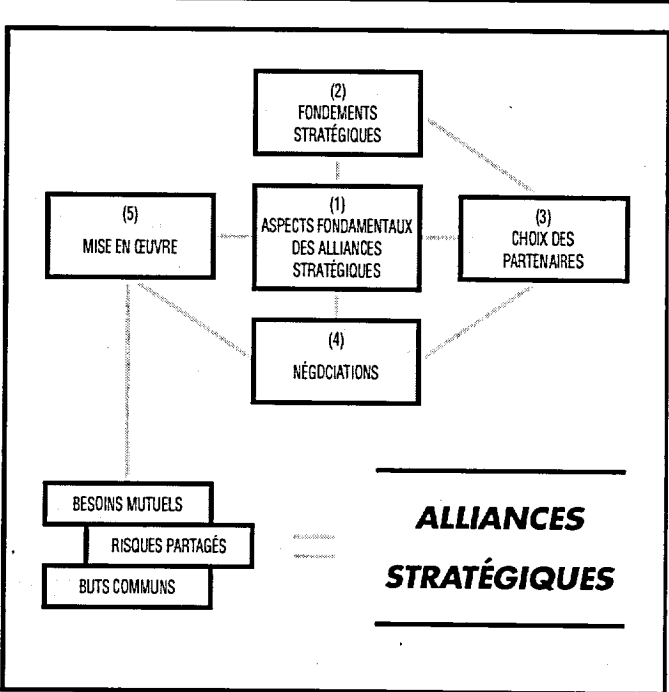 (2)
FONDEMENTS
STRATÉGIQUES
(5)
MISE EN ŒUVRE
(1)
ASPECTS FONDAMENTAUX
DES ALLIANCES
STRATÉGIQUES
(3)
CHOIX DES
PARTENAIRES
(4)
NÉGOCIATIONS
BESOINS MUTUELS
RISQUES PARTAGÉS
BUTS COMMUNS
=
ALLIANCES
STRATÉGIQUES